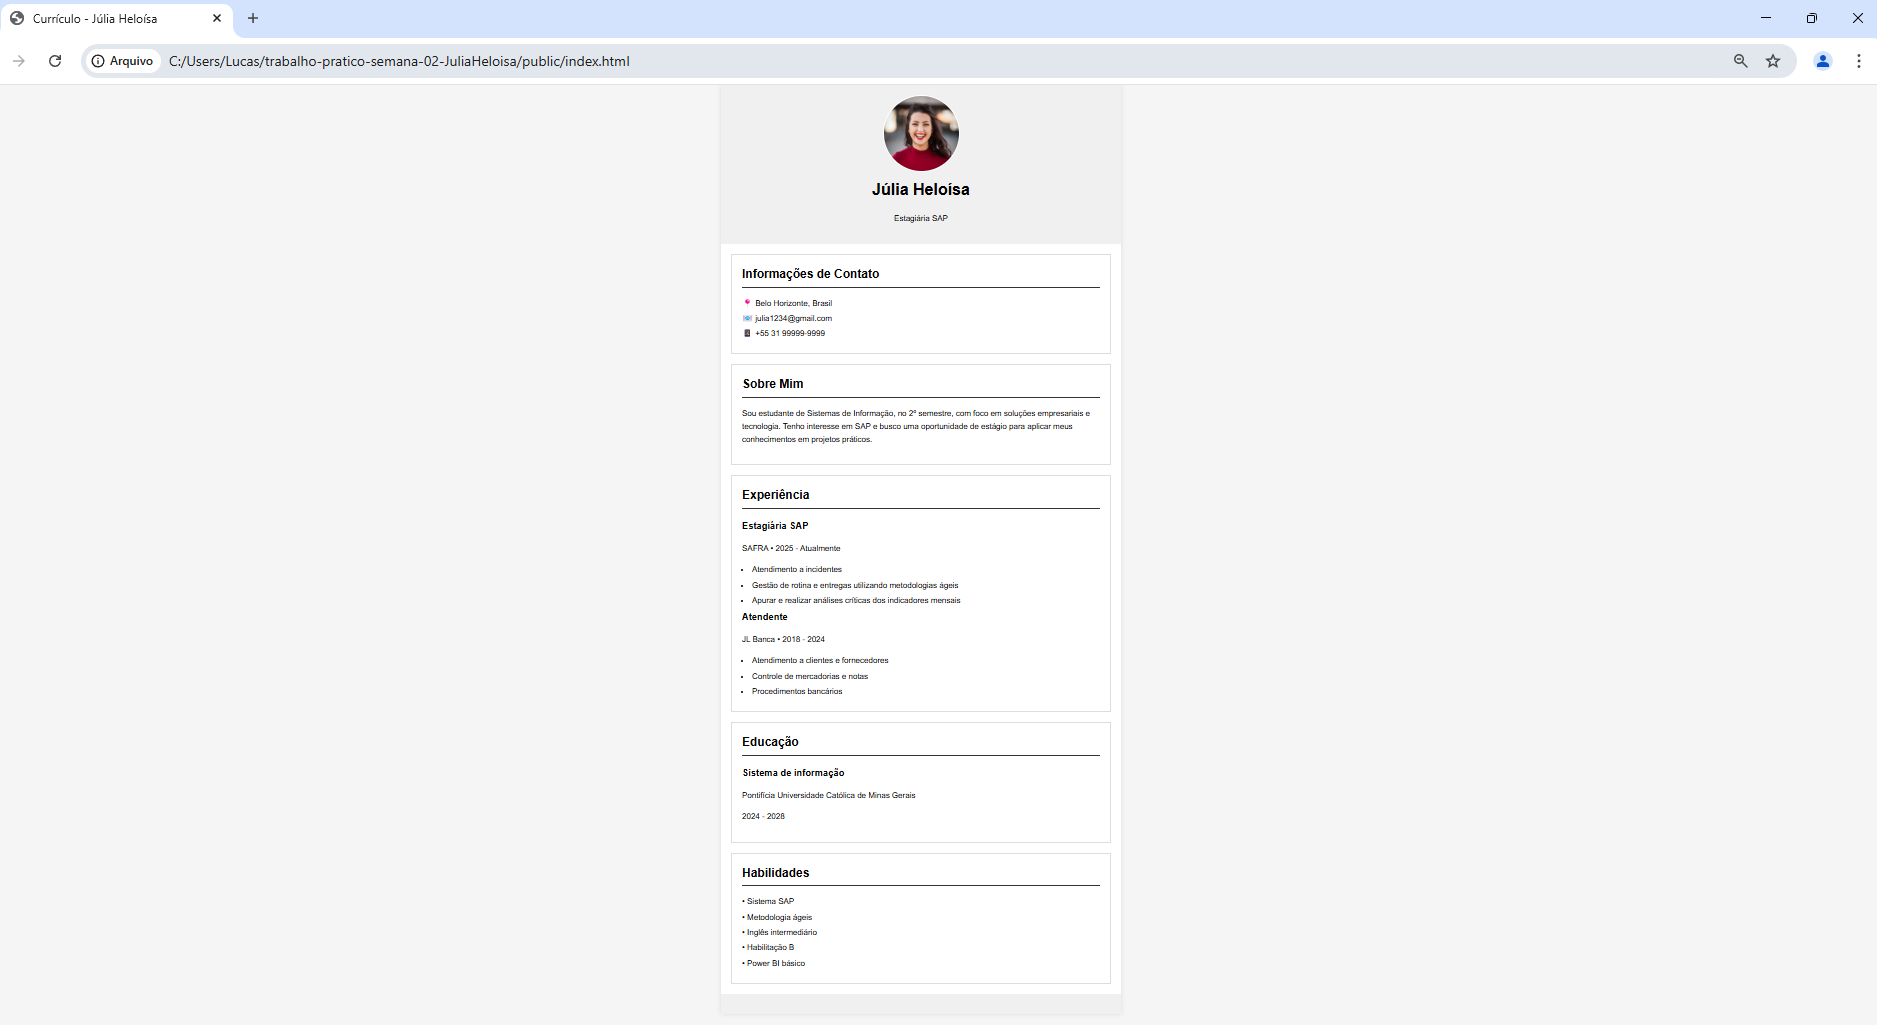 Currículo - Júlia Heloísa
Arquivo C:/Users/Lucas/trabalho-pratico-semana-02-JuliaHeloisa/public/index.html
Júlia Heloísa
Estagiária SAP
Informações de Contato
Belo Horizonte, Brasil
julia1234@gmail.com
+55 31 99999-9999
Sobre Mim
Sou estudante de Sistemas de Informação, no 2º semestre, com foco em soluções empresariais e
tecnologia. Tenho interesse em SAP e busco uma oportunidade de estágio para aplicar meus
conhecimentos em projetos práticos.
Experiência
Estagiária SAP
SAFRA • 2025 - Atualmente
• Atendimento a incidentes
• Gestão de rotina e entregas utilizando metodologias ágeis
• Apurar e realizar análises críticas dos indicadores mensais
Atendente
JL Banca • 2018 - 2024
• Atendimento a clientes e fornecedores
• Controle de mercadorias e notas
• Procedimentos bancários
Educação
Sistema de informação
Pontifícia Universidade Católica de Minas Gerais
2024 - 2028
Habilidades
• Sistema SAP
• Metodologia ágeis
• Inglês intermediário
• Habilitação B
• Power BI básico